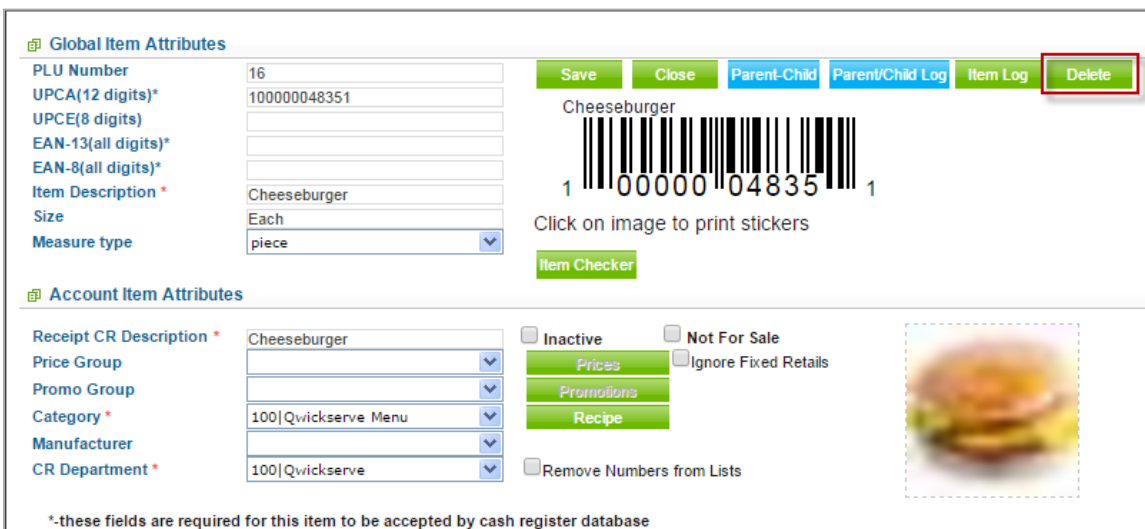 Global Item Attributes
PLU Number 16 Save Close Parent-Child Parent/Child Log Item Log Delete
UPCA(12 digits)* 100000048351 Cheeseburger
UPCE(8 digits)
EAN-13(all digits)*
EAN-8(all digits)*
Item Description * Cheeseburger 1 00000 04835 1
Size Each Click on image to print stickers
Measure type piece
Item Checker
Account Item Attributes
Receipt CR Description * Cheeseburger Inactive Not For Sale
Price Group Prices Ignore Fixed Retails
Promo Group Promotions
Category * 100|Qwickserve Menu Recipe
Manufacturer
CR Department * 100|Qwickserve Remove Numbers from Lists
*-these fields are required for this item to be accepted by cash register database